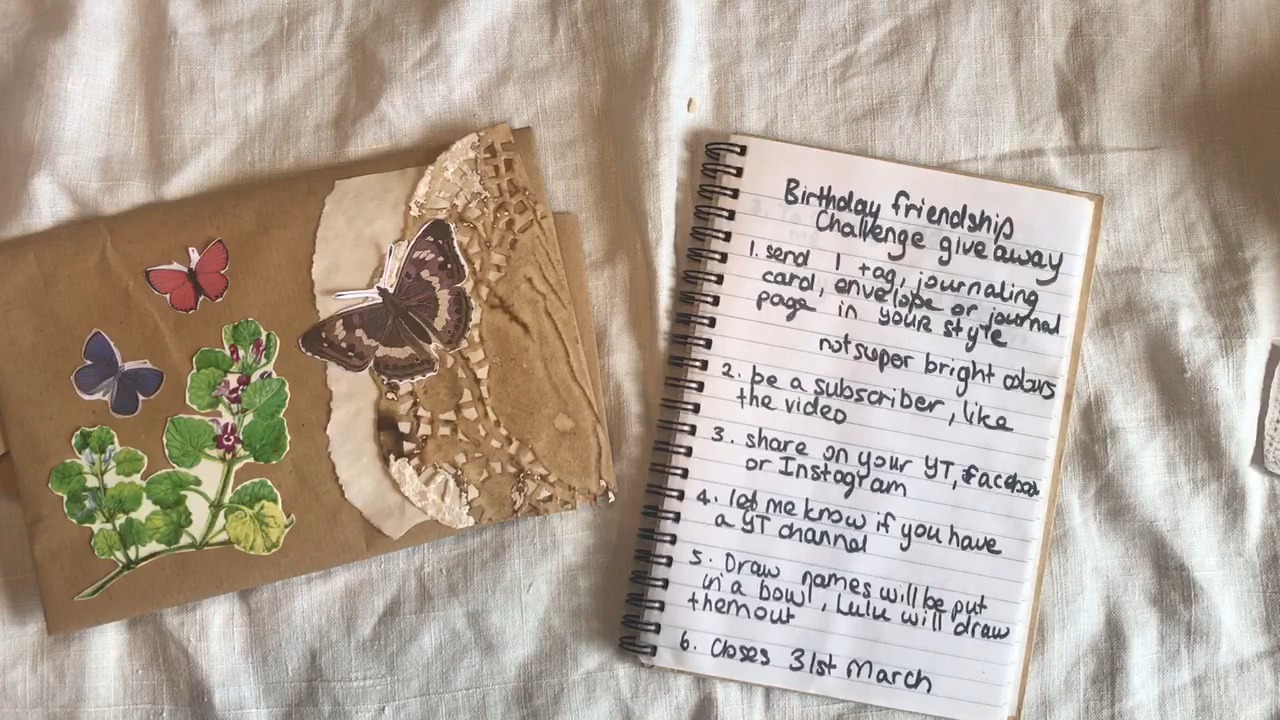 Birthday friendship
Challenge give away
1. send 1 tag, journaling
card, envelope or journal
page in your style
not super bright colours
2. be a subscriber, like
the video
3. share on your YT, facebook
or Instagram
4. let me know if you have
a YT channel
5. Draw names will be put
in a bowl, Lulu will draw
them out
6. Closes 31st March